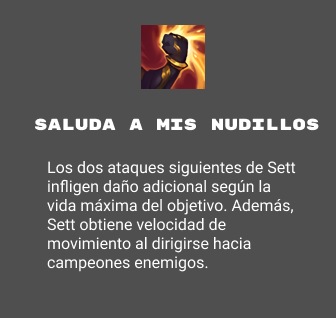 SALUDA A MIS NUDILLOS
Los dos ataques siguientes de Sett
infligen daño adicional según la
vida máxima del objetivo. Además,
Sett obtiene velocidad de
movimiento al dirigirse hacia
campeones enemigos.